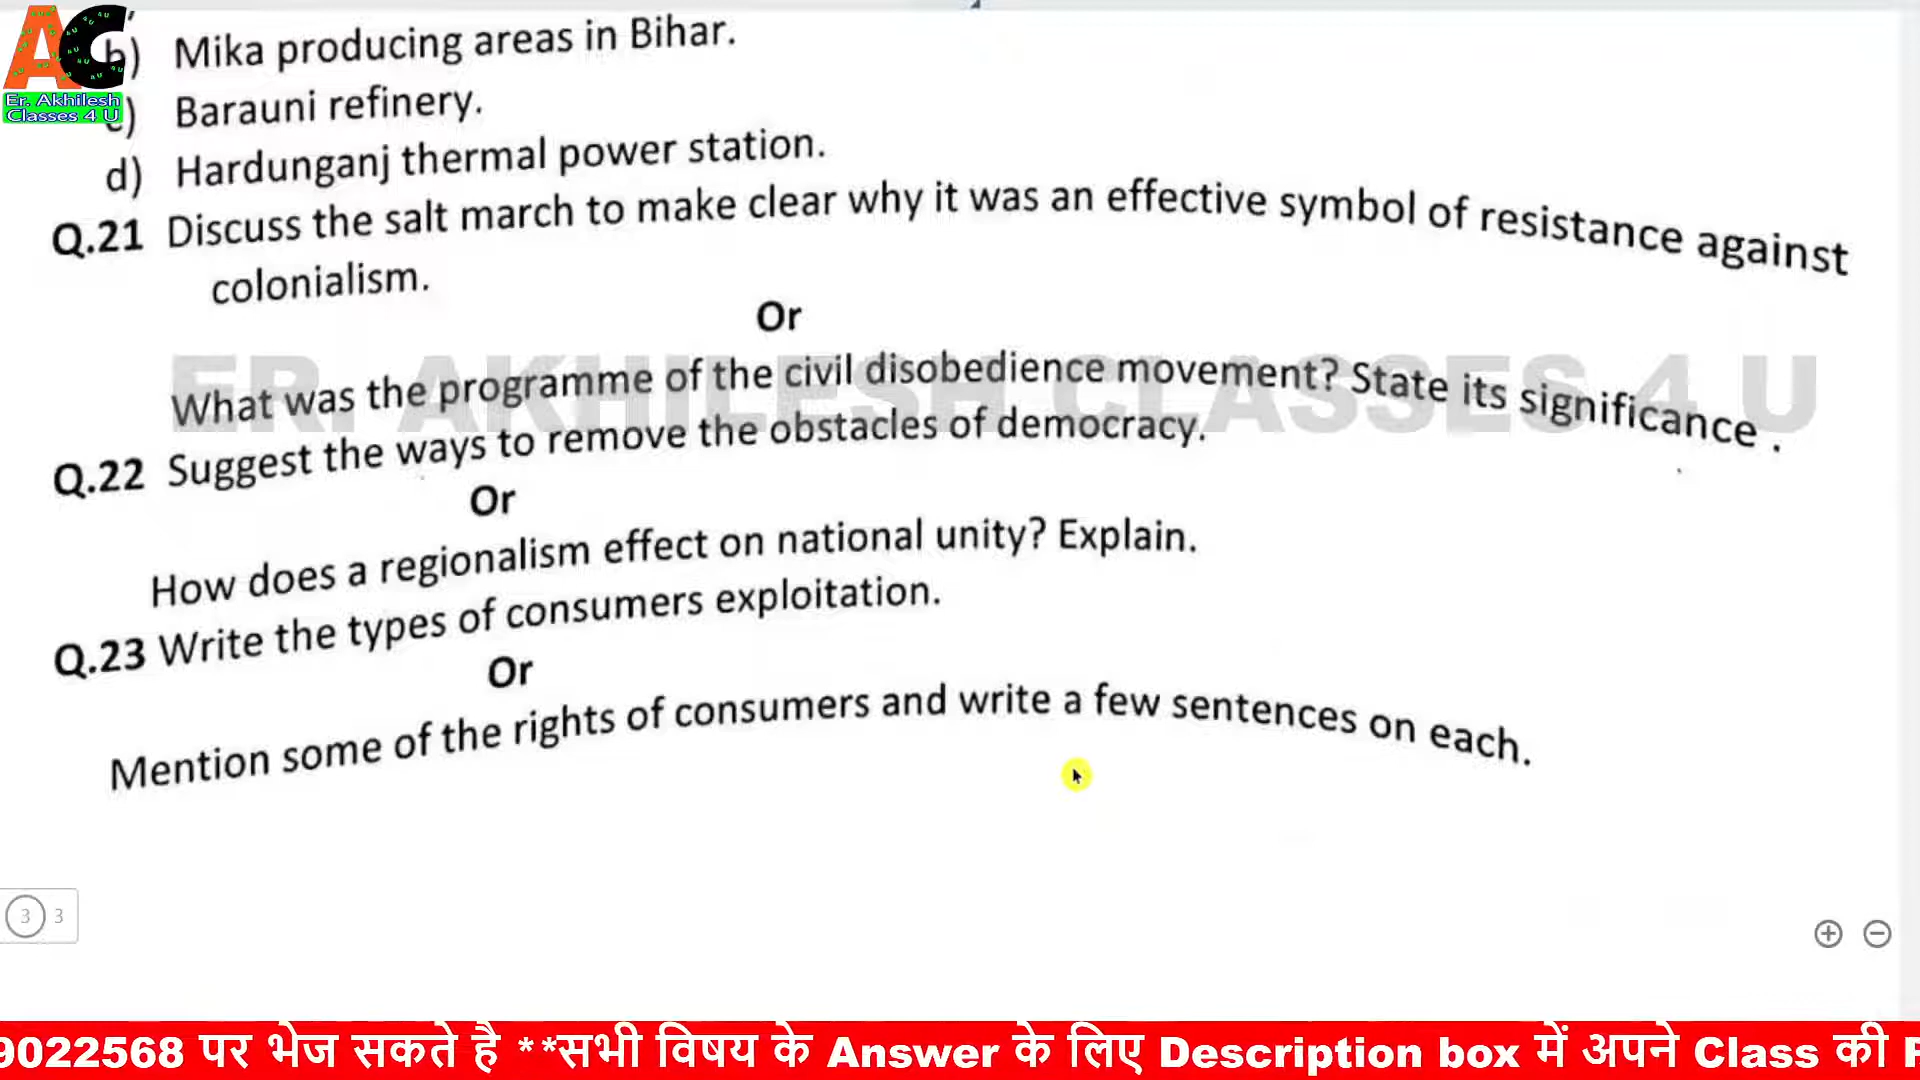 b) Mika producing areas in Bihar.
Er. Akhilesh
Classes 4 U
c) Barauni refinery.
d) Hardunganj thermal power station.
Q.21 Discuss the salt march to make clear why it was an effective symbol of resistance against
colonialism.
Or
ER. AKHILESH CLASSES 4 U
What was the programme of the civil disobedience movement? State its significance .
Q.22 Suggest the ways to remove the obstacles of democracy.
Or
How does a regionalism effect on national unity? Explain.
Q.23 Write the types of consumers exploitation.
Or
Mention some of the rights of consumers and write a few sentences on each.
3 3
9022568 पर भेज सकते है **सभी विषय के Answer के लिए Description box में अपने Class की